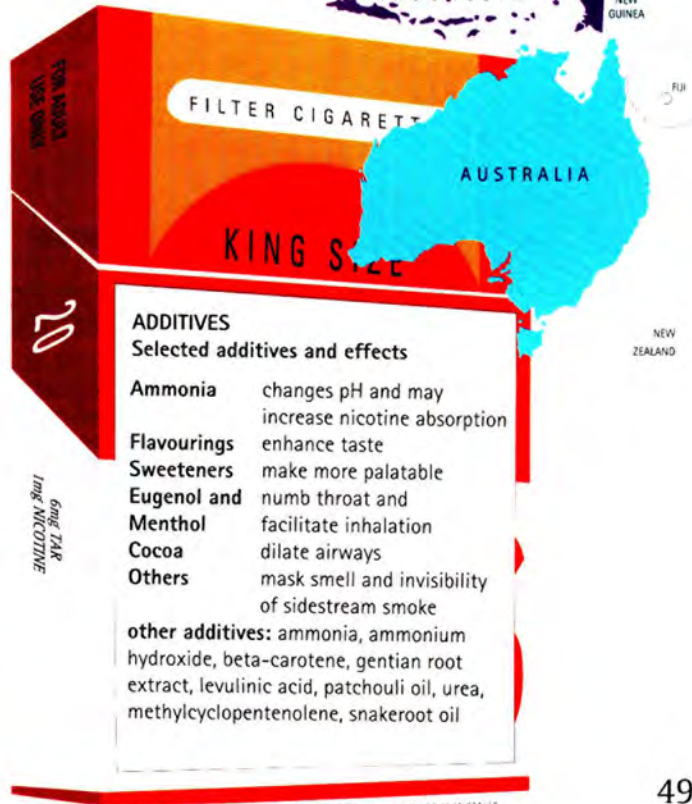 NEW
GUINEA
FIJI
FOR ADULT
USE ONLY
FILTER CIGARETT
AUSTRALIA
KING SIZE
20
NEW
ZEALAND
ADDITIVES
Selected additives and effects
Ammonia changes pH and may
increase nicotine absorption
Flavourings enhance taste
Sweeteners make more palatable
Eugenol and numb throat and
Menthol facilitate inhalation
Cocoa dilate airways
Others mask smell and invisibility
of sidestream smoke
other additives: ammonia, ammonium
hydroxide, beta-carotene, gentian root
extract, levulinic acid, patchouli oil, urea,
methylcyclopentenolene, snakeroot oil
6mg TAR
1mg NICOTINE
49